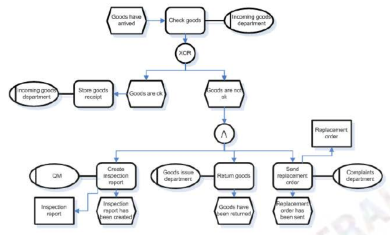 Goods have
arrived
Check goods
Incoming goods
department
XOR
Incoming goods
department
Store goods
receipt
Goods are ok
Goods are not
ok
Λ
Replacement
order
IDM
Create
inspection
report
Goods issue
department
Return goods
Send
replacement
order
Complaints
department
Inspection
report
Inspection
report has
been created
Goods have
been returned
Replacement
order has
been sent